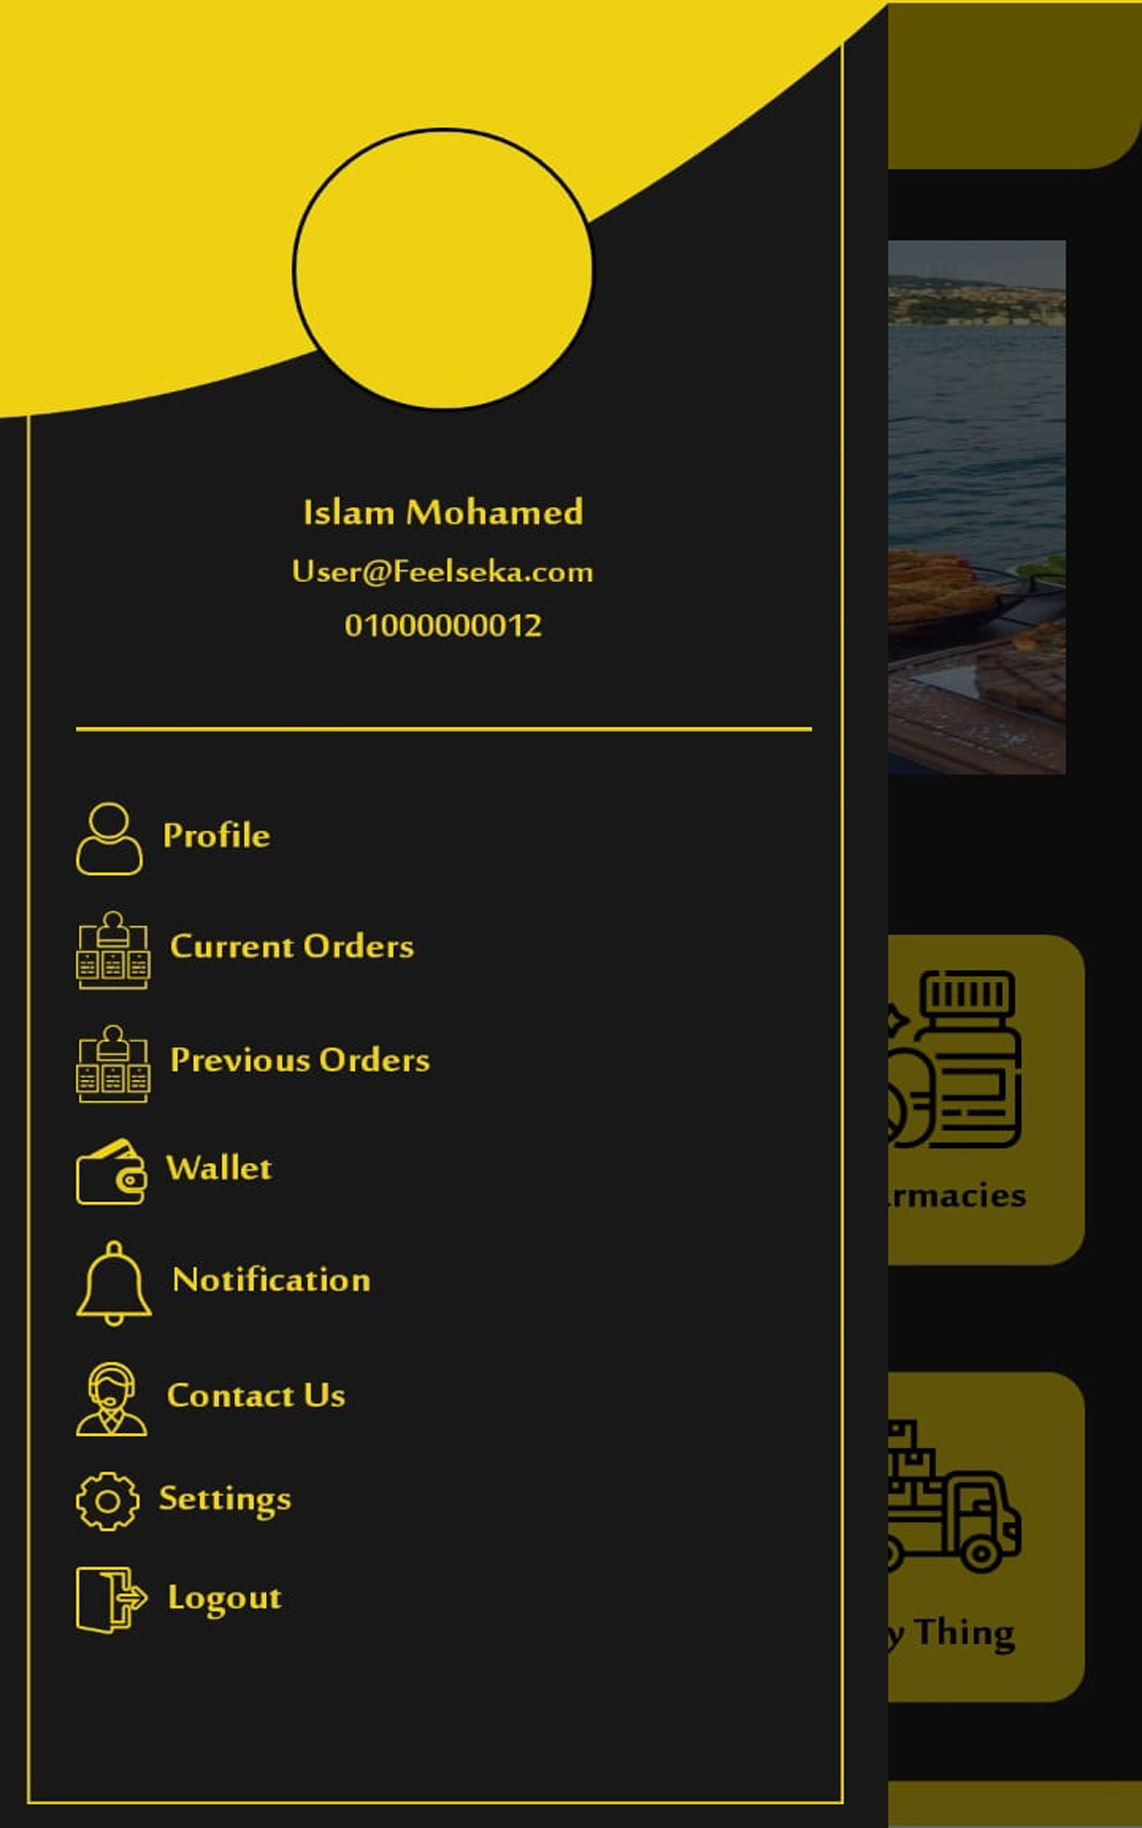 Islam Mohamed
User@Feelseka.com
01000000012
Profile
Current Orders
Previous Orders
Wallet
Notification
Contact Us
Settings
Logout
rmacies
y Thing